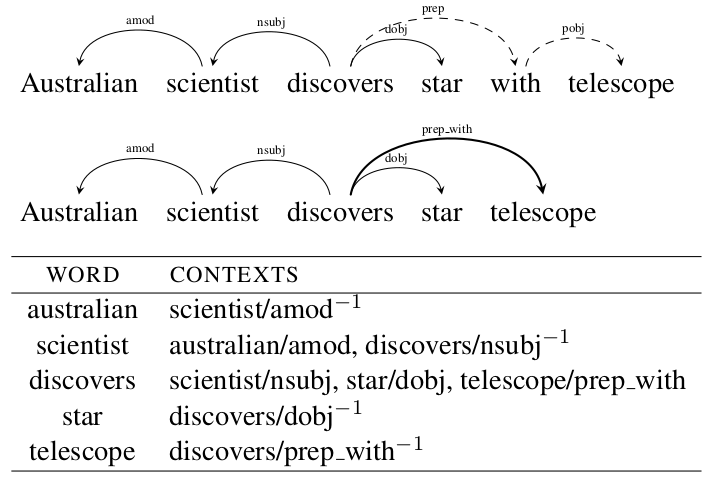 prep
amod nsubj dobj pobj
Australian scientist discovers star with telescope
prep_with
amod nsubj dobj
Australian scientist discovers star telescope
WORD CONTEXTS
australian scientist/amod⁻¹
scientist australian/amod, discovers/nsubj⁻¹
discovers scientist/nsubj, star/dobj, telescope/prep_with
star discovers/dobj⁻¹
telescope discovers/prep_with⁻¹